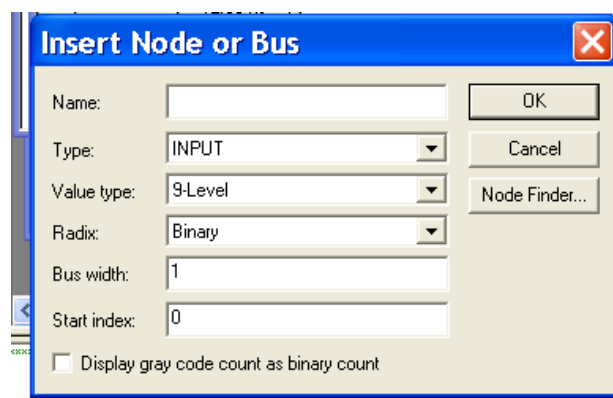 Insert Node or Bus
Name:
OK
Type: INPUT
Cancel
Value type: 9-Level
Node Finder...
Radix: Binary
Bus width: 1
Start index: 0
Display gray code count as binary count